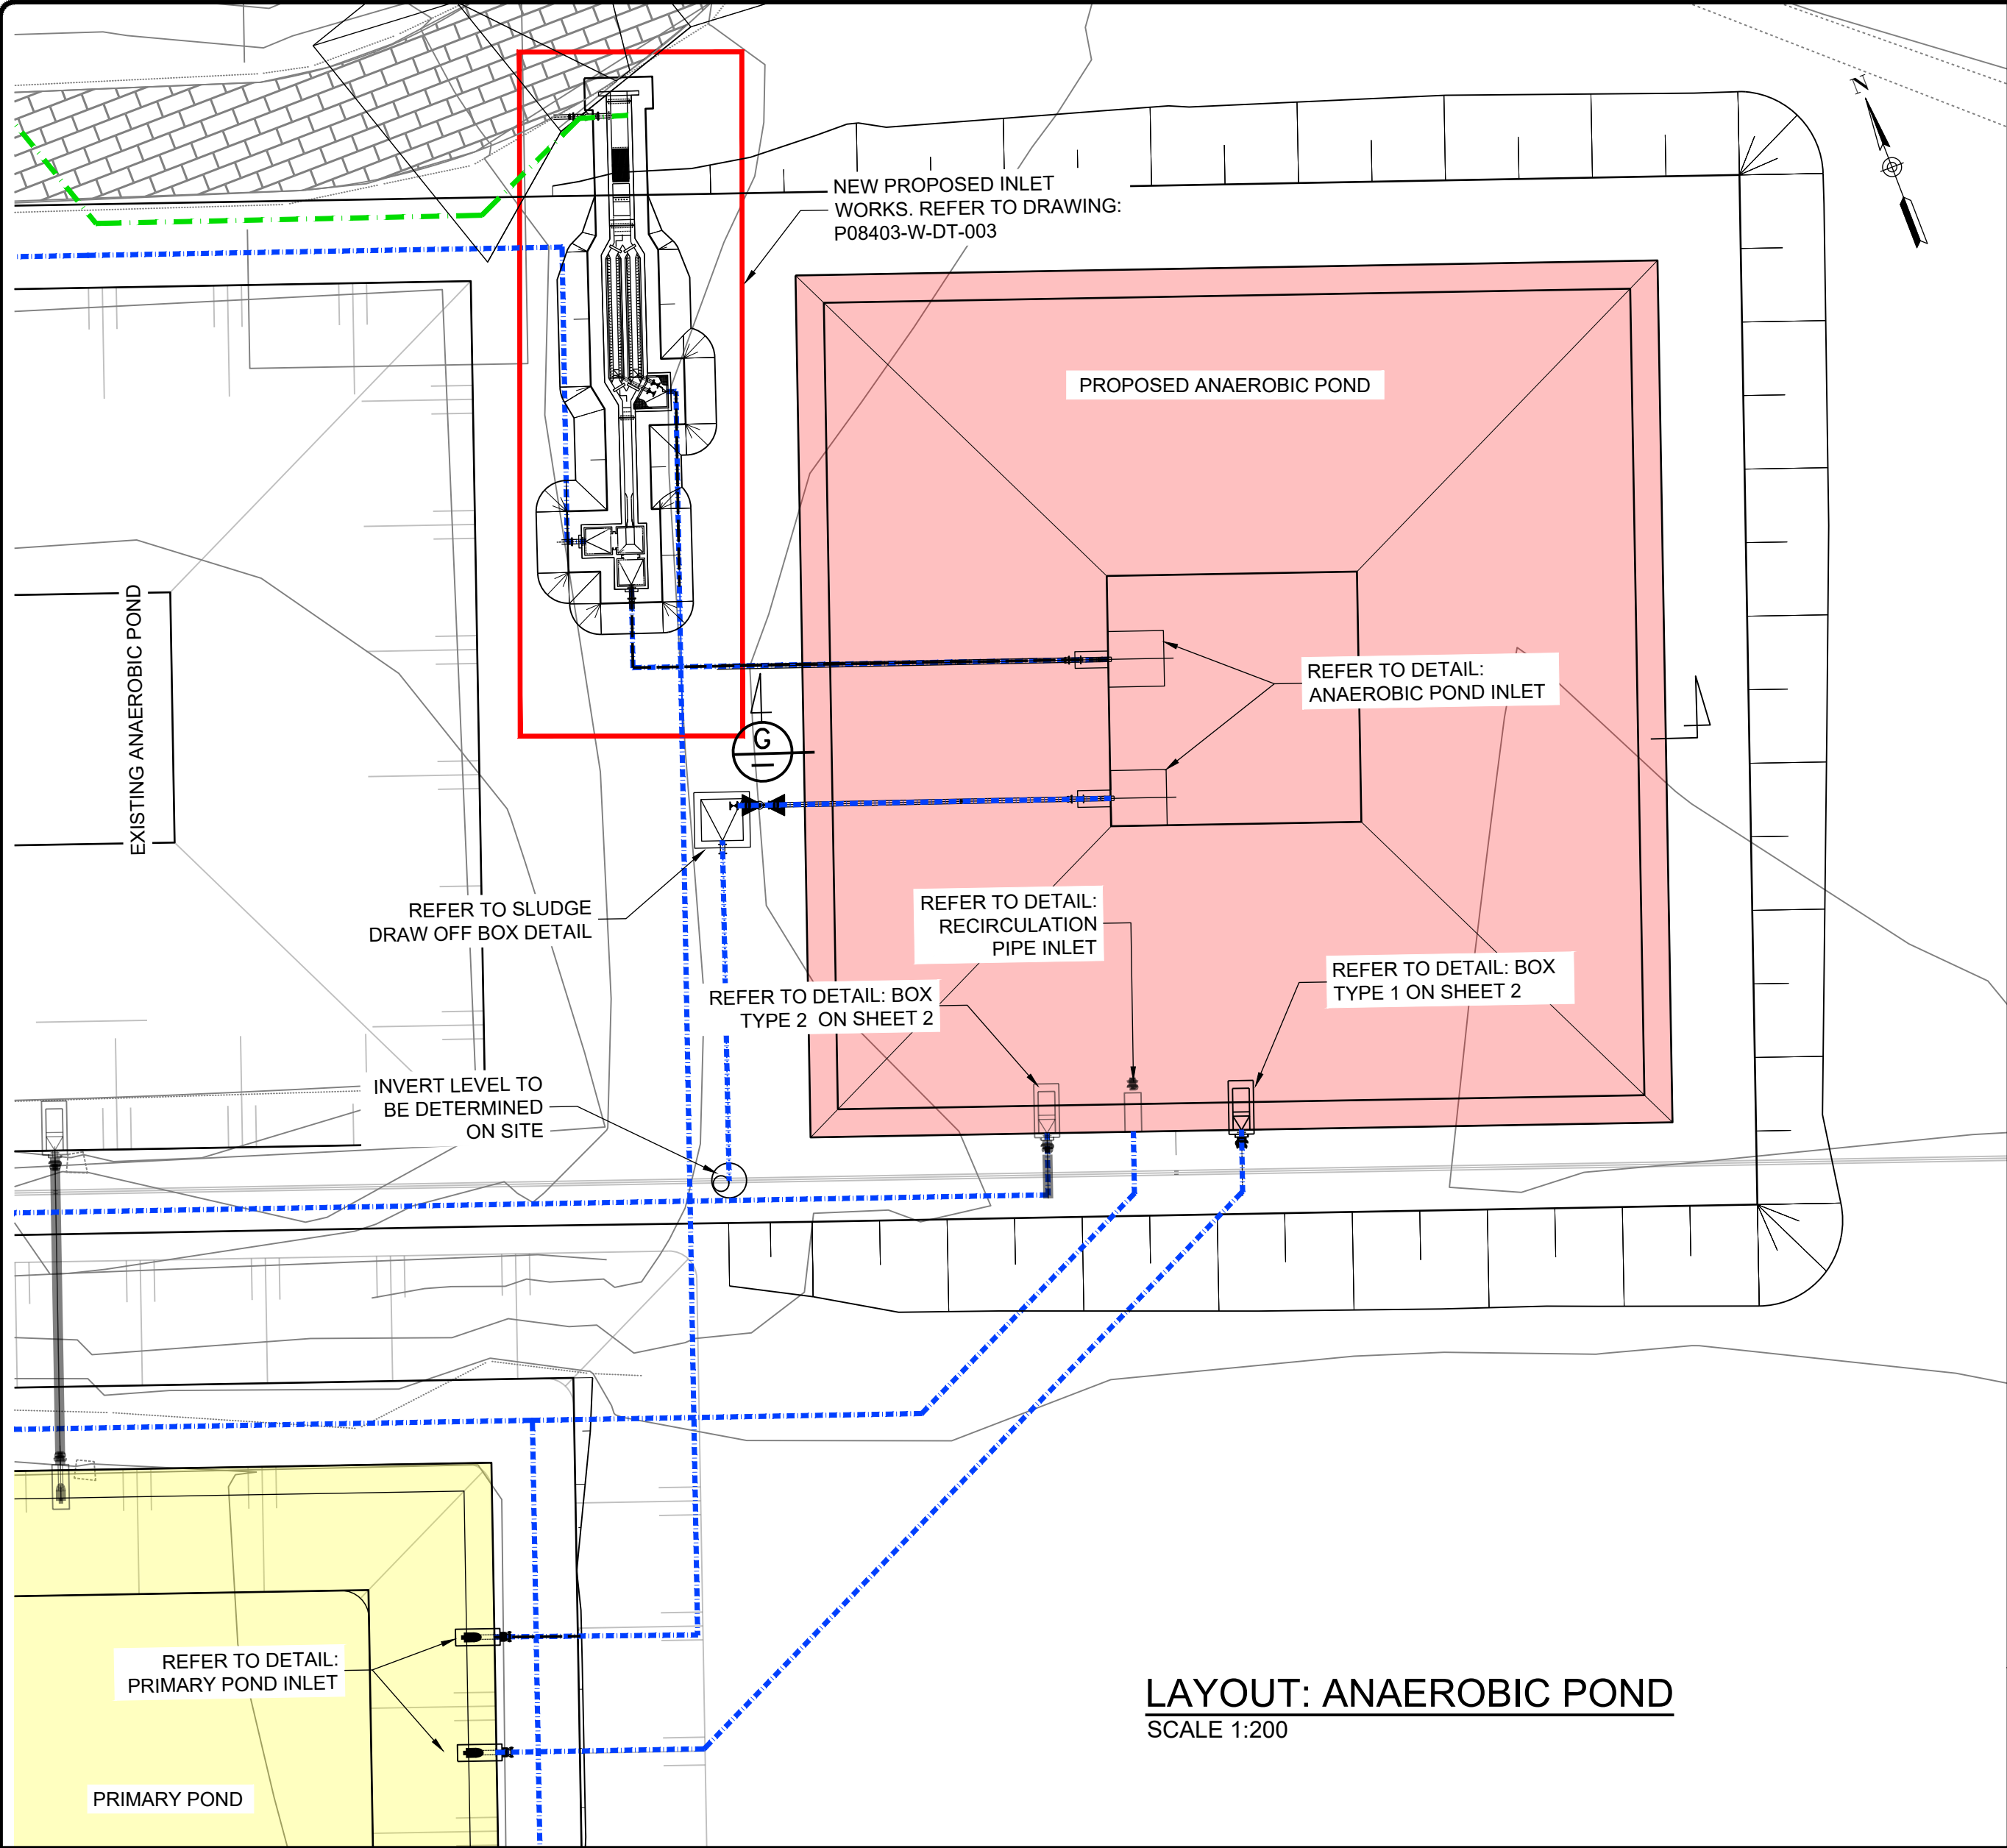 N
NEW PROPOSED INLET
WORKS. REFER TO DRAWING:
P08403-W-DT-003
PROPOSED ANAEROBIC POND
EXISTING ANAEROBIC POND
REFER TO DETAIL:
ANAEROBIC POND INLET
G
REFER TO SLUDGE
DRAW OFF BOX DETAIL
REFER TO DETAIL:
RECIRCULATION
PIPE INLET
REFER TO DETAIL: BOX
TYPE 1 ON SHEET 2
REFER TO DETAIL: BOX
TYPE 2 ON SHEET 2
INVERT LEVEL TO
BE DETERMINED
ON SITE
REFER TO DETAIL:
PRIMARY POND INLET
PRIMARY POND
LAYOUT: ANAEROBIC POND
SCALE 1:200